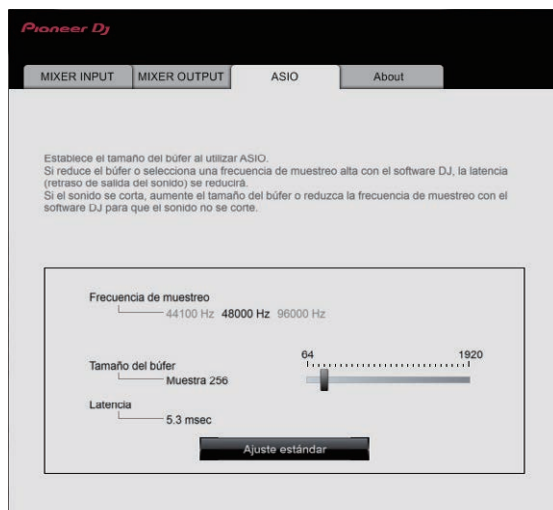 Pioneer Dj
MIXER INPUT MIXER OUTPUT ASIO About
Establece el tamaño del búfer al utilizar ASIO.
Si reduce el búfer o selecciona una frecuencia de muestreo alta con el software DJ, la latencia
(retraso de salida del sonido) se reducirá.
Si el sonido se corta, aumente el tamaño del búfer o reduzca la frecuencia de muestreo con el
software DJ para que el sonido no se corte.
Frecuencia de muestreo
44100 Hz 48000 Hz 96000 Hz
64 1920
Tamaño del búfer
Muestra 256
Latencia
5.3 msec
Ajuste estándar